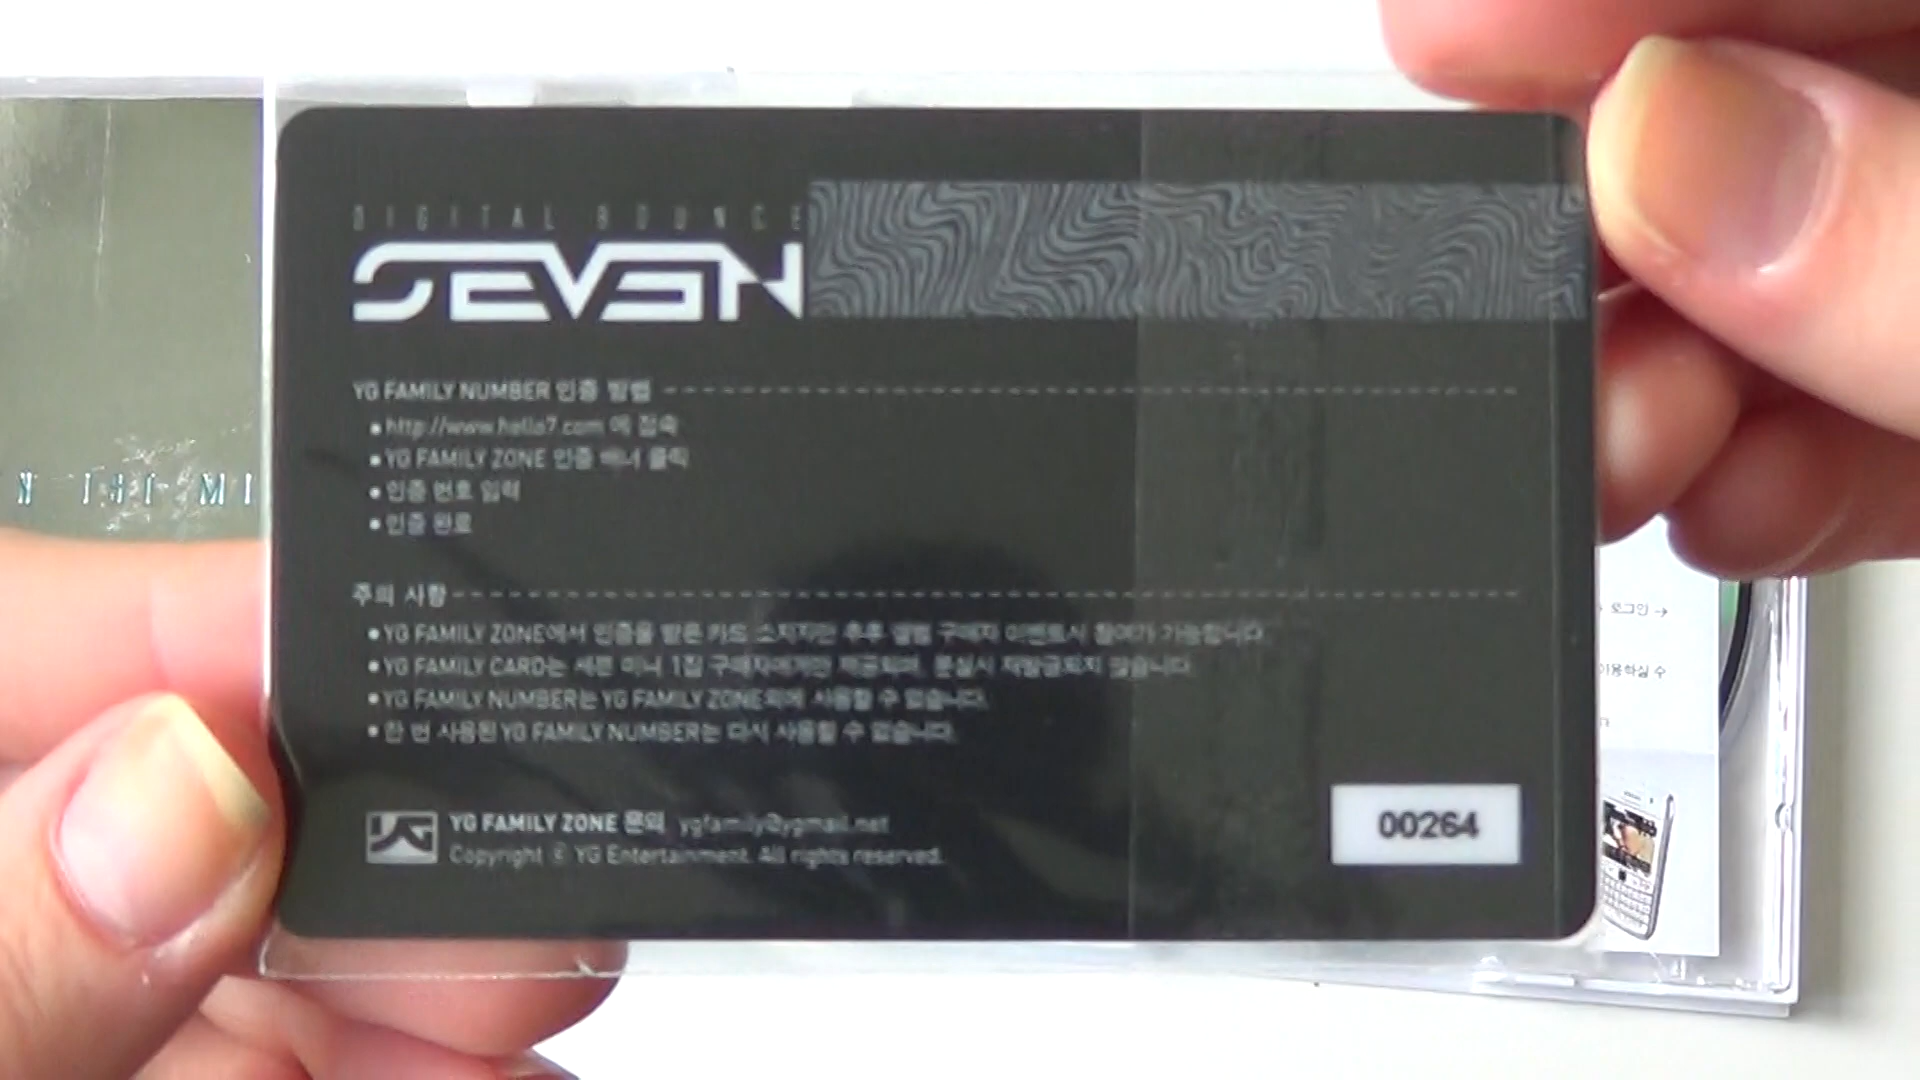 DIGITAL BOUNCE
SEVEN
YG FAMILY NUMBER 인증 방법
http://www.hello7.com 에 접속
YG FAMILY ZONE 인증 배너 클릭
인증 번호 입력
인증 완료
주의 사항
YG FAMILY ZONE에서 인증을 받은 카드 소지자만 추후 앨범 구매자 이벤트시 참여가 가능합니다.
YG FAMILY CARD는 세븐 미니 1집 구매자에게만 제공되며, 분실시 재발급되지 않습니다.
YG FAMILY NUMBER는 YG FAMILY ZONE외에 사용할 수 없습니다.
한 번 사용된 YG FAMILY NUMBER는 다시 사용할 수 없습니다.
YG
YG FAMILY ZONE 문의 ygfamily@ygmail.net
Copyright © YG Entertainment. All rights reserved.
00264
로그인 →
이용하실 수